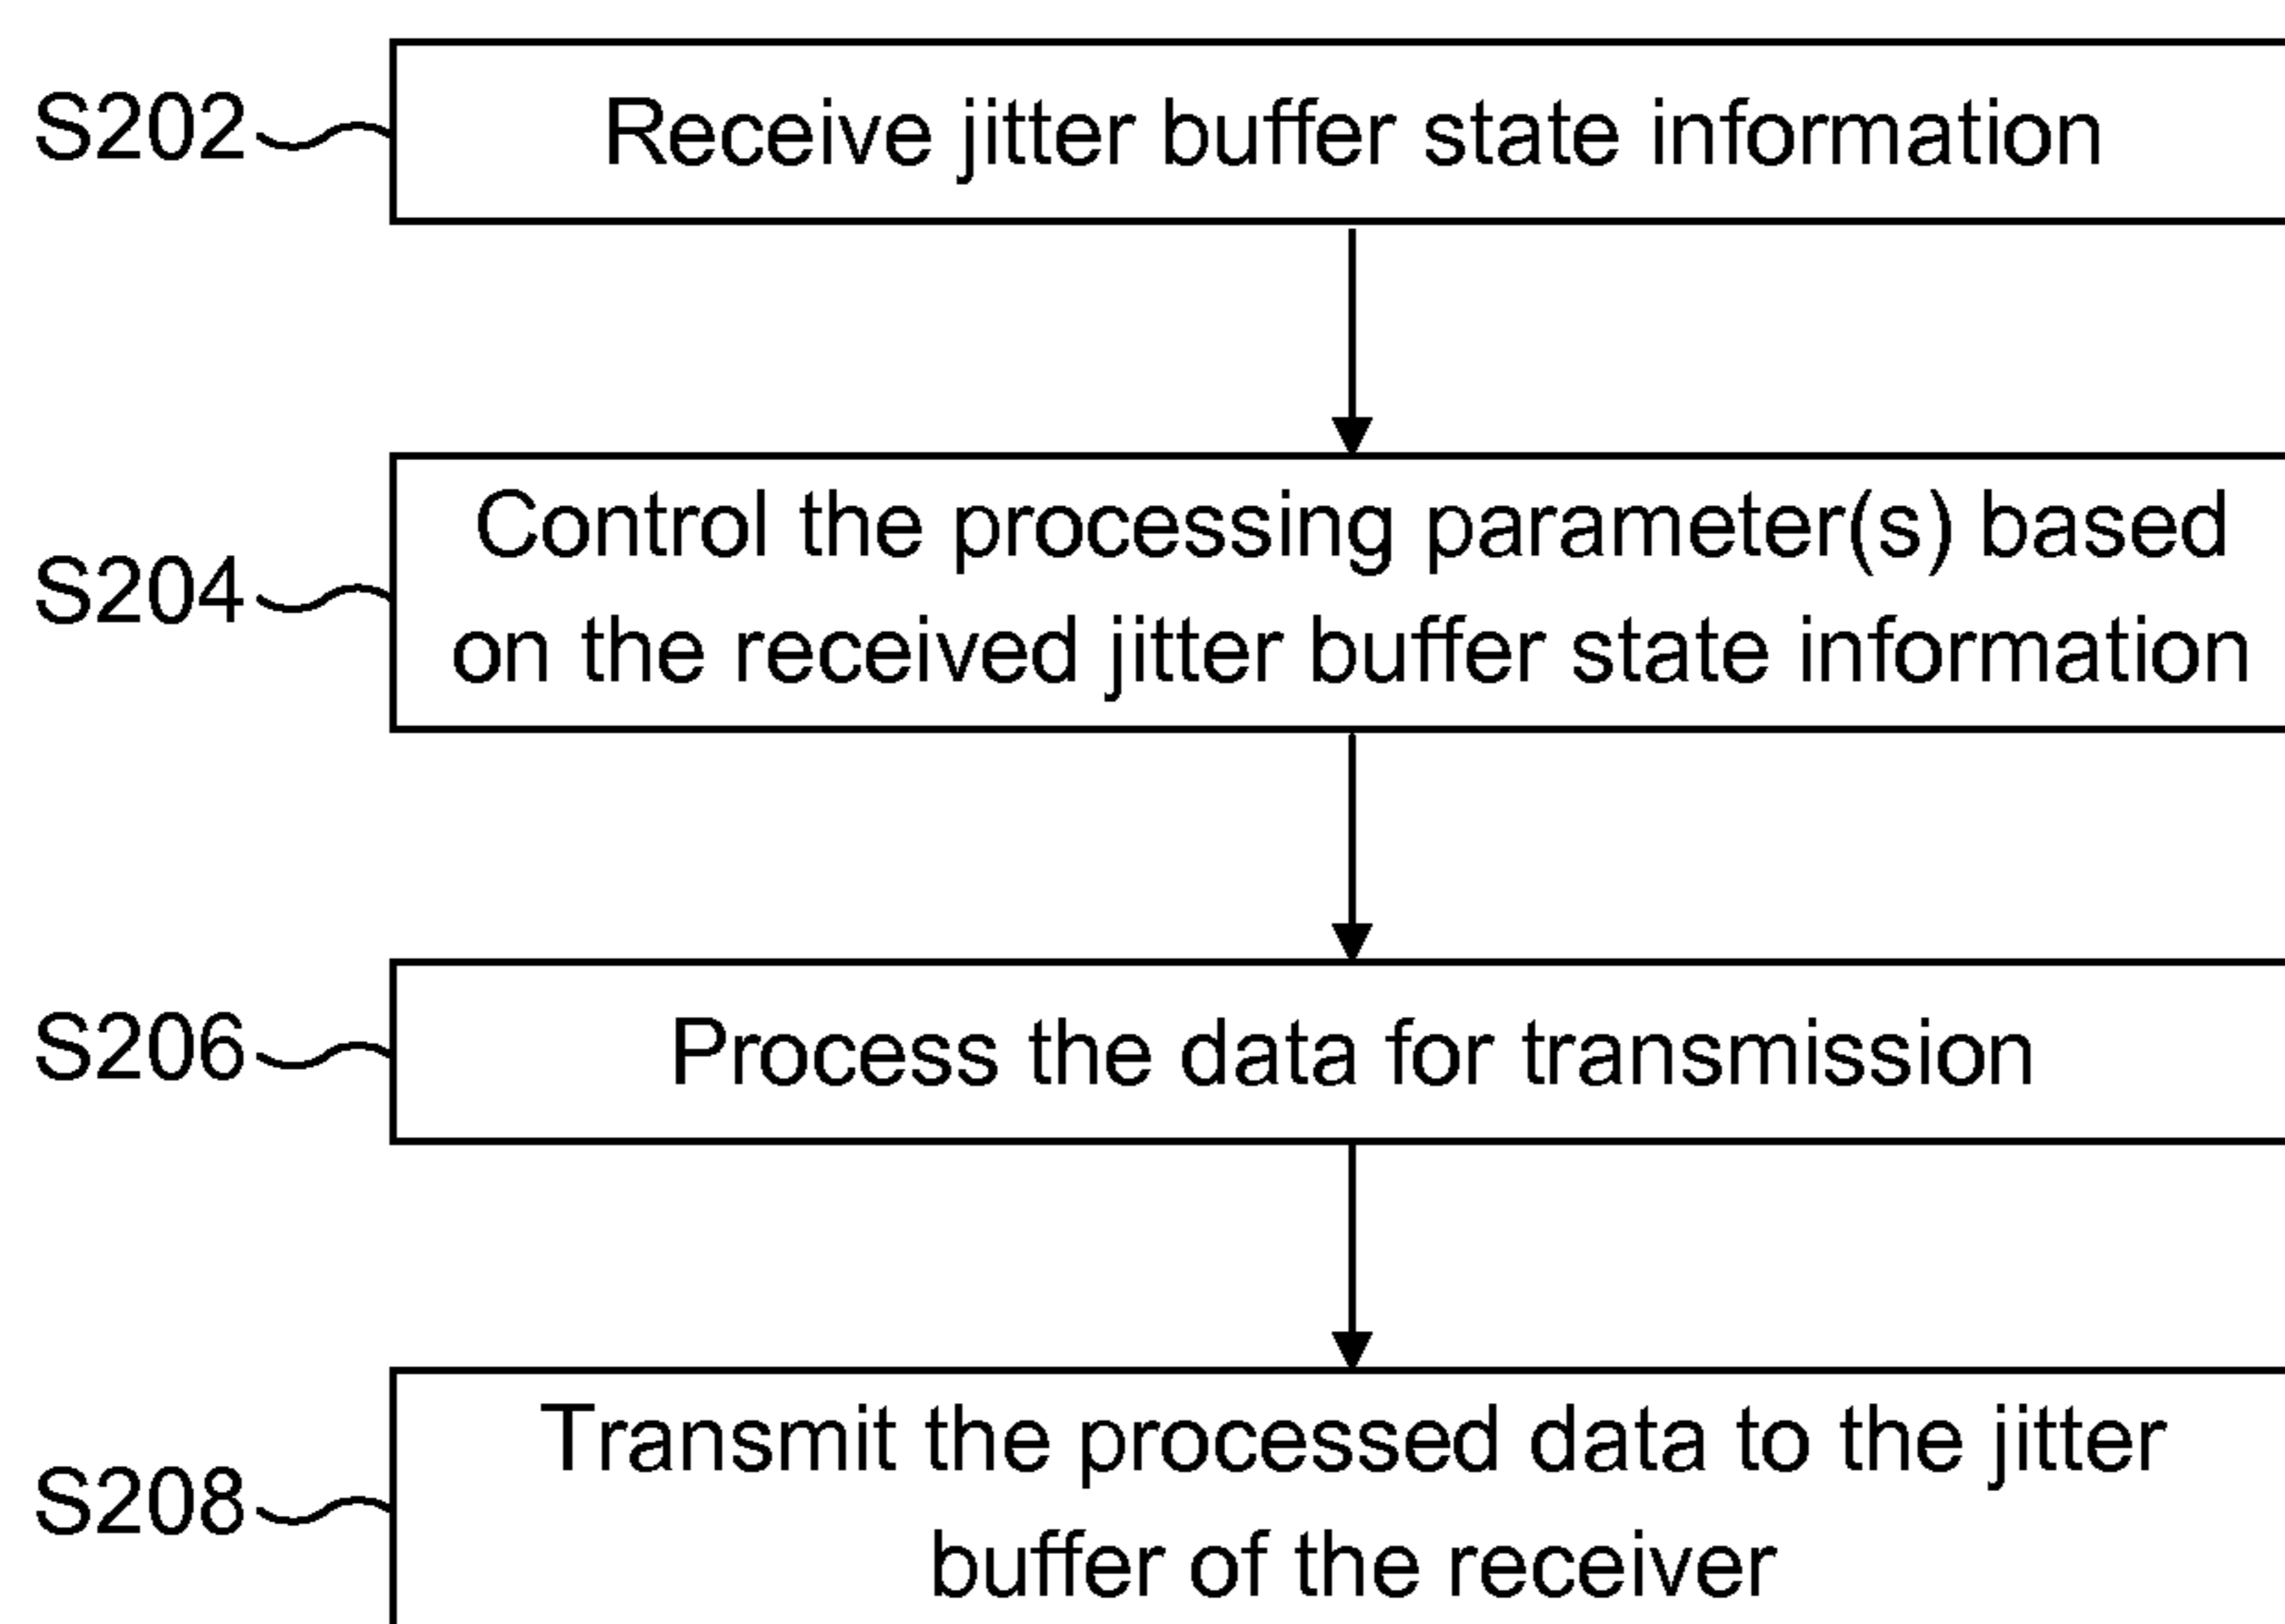 S202
Receive jitter buffer state information
S204
Control the processing parameter(s) based
on the received jitter buffer state information
S206
Process the data for transmission
S208
Transmit the processed data to the jitter
buffer of the receiver